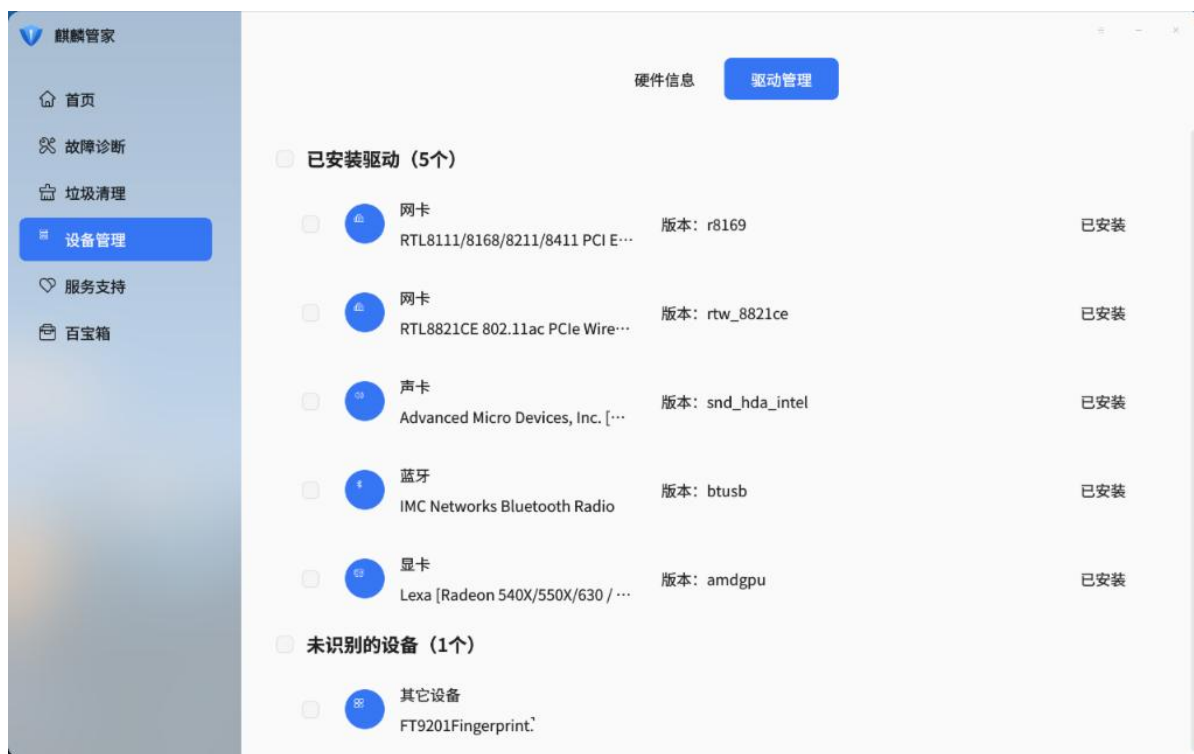 麒麟管家
首页
故障诊断
垃圾清理
设备管理
服务支持
百宝箱
硬件信息 驱动管理
已安装驱动（5个）
网卡
RTL8111/8168/8211/8411 PCI E…
版本：r8169
已安装
网卡
RTL8821CE 802.11ac PCIe Wire…
版本：rtw_8821ce
已安装
声卡
Advanced Micro Devices, Inc. […
版本：snd_hda_intel
已安装
蓝牙
IMC Networks Bluetooth Radio
版本：btusb
已安装
显卡
Lexa [Radeon 540X/550X/630 / …
版本：amdgpu
已安装
未识别的设备（1个）
其它设备
FT9201Fingerprint.